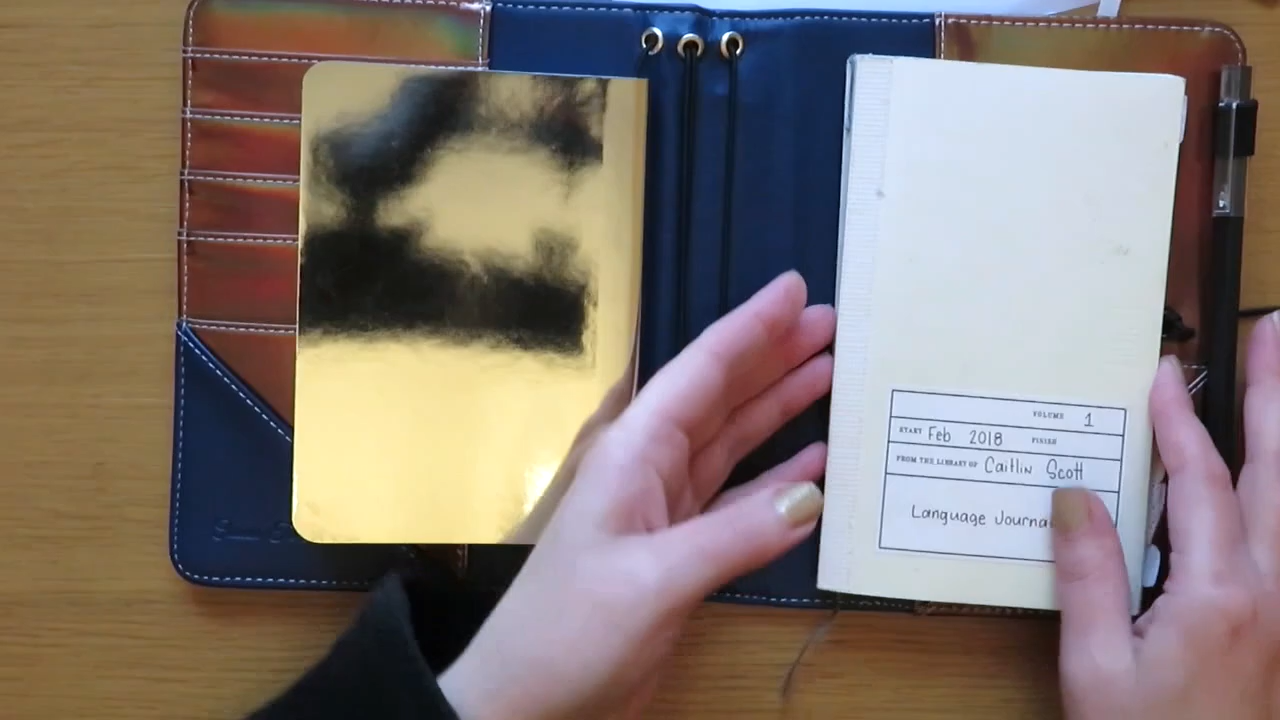 VOLUME 1
START Feb 2018 FINISH
FROM THE LIBRARY OF Caitlin Scott
Language Journal